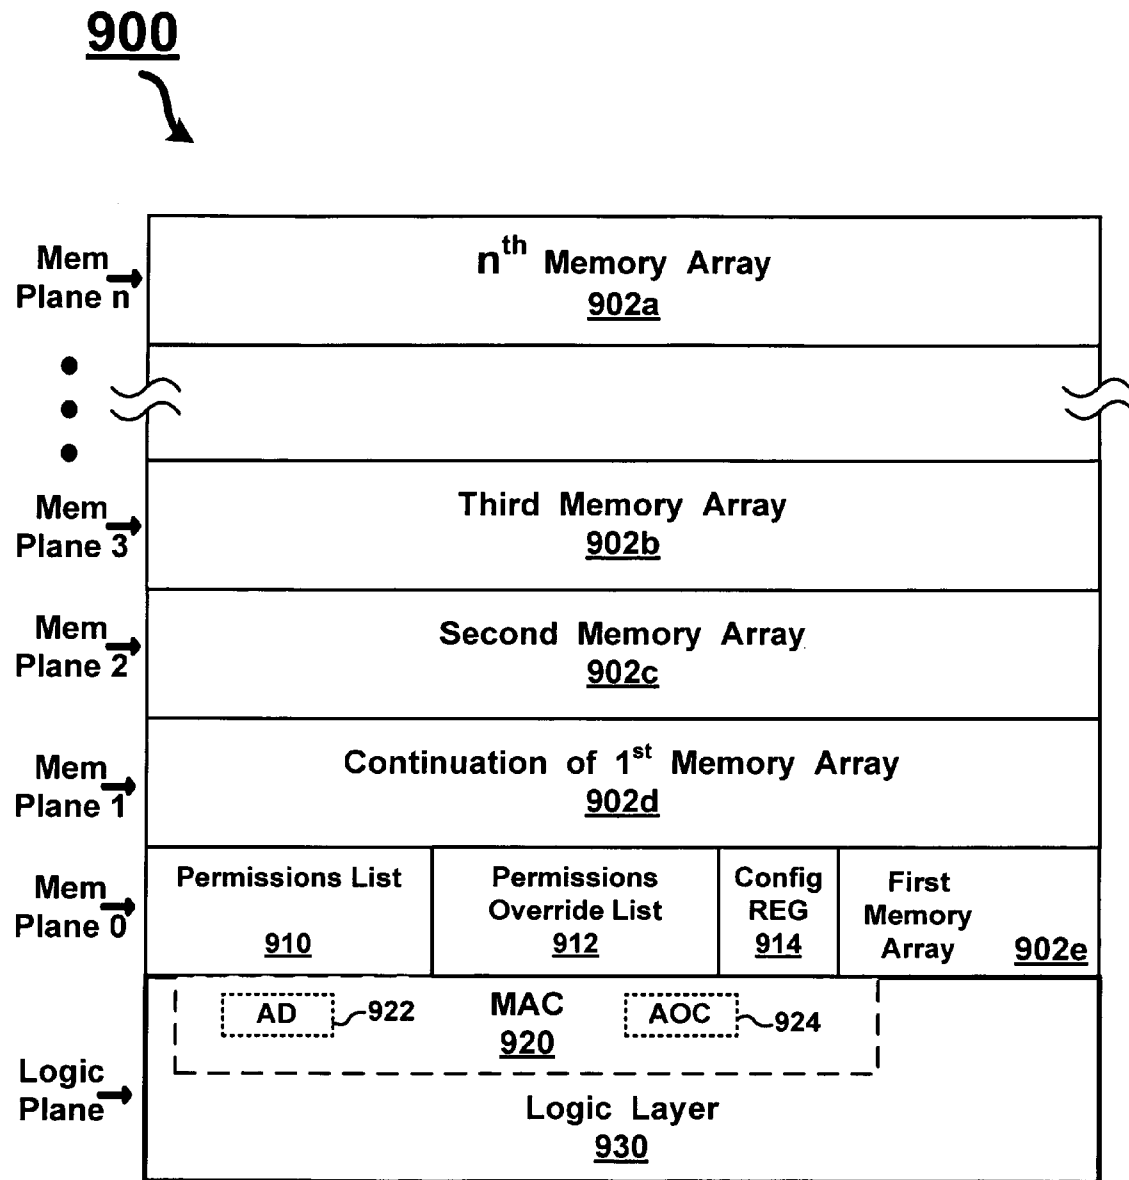 900
nth Memory Array
902a
Mem
Plane n
Third Memory Array
902b
Mem
Plane 3
Second Memory Array
902c
Mem
Plane 2
Continuation of 1st Memory Array
902d
Mem
Plane 1
Mem
Plane 0
Permissions List
910
Permissions
Override List
912
Config
REG
914
First
Memory
Array
902e
MAC
920
AD
922
AOC
924
Logic
Plane
Logic Layer
930